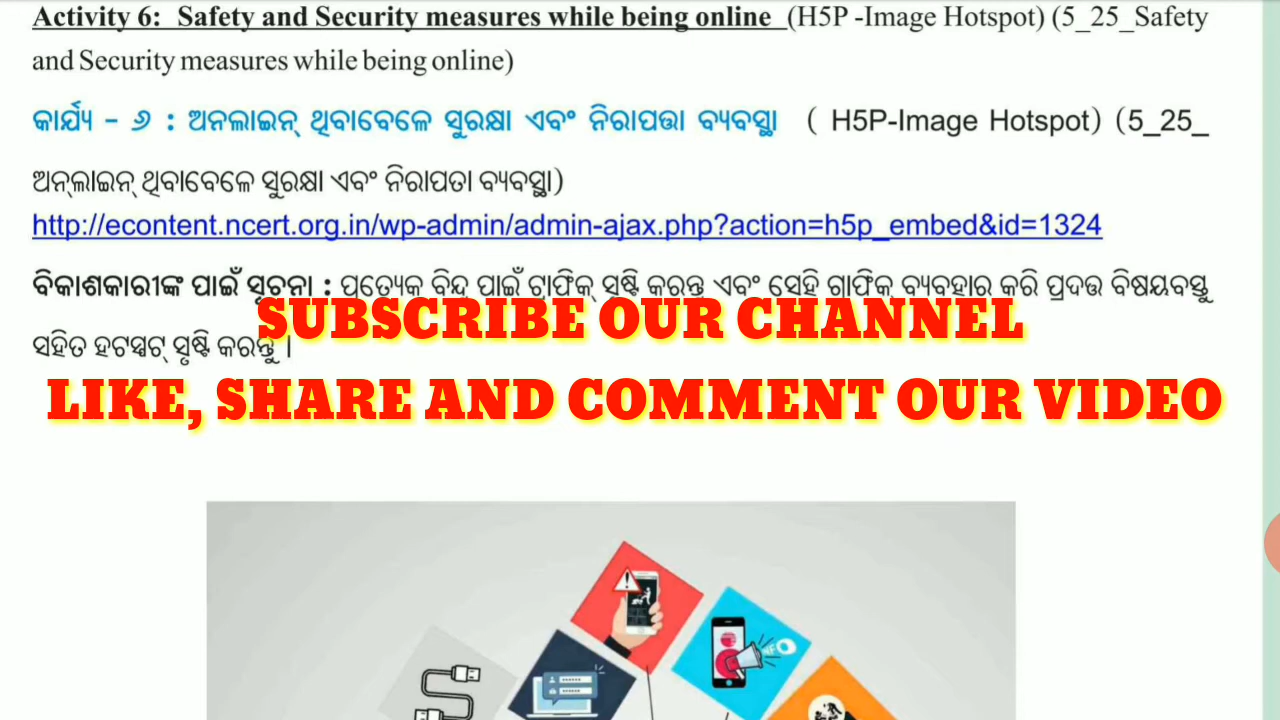 Activity 6: Safety and Security measures while being online (H5P -Image Hotspot) (5_25_Safety
and Security measures while being online)
କାର୍ଯ୍ୟ – ୬ : ଅନଲାଇନ୍ ଥିବାବେଳେ ସୁରକ୍ଷା ଏବଂ ନିରାପତ୍ତା ବ୍ୟବସ୍ଥା ( H5P-Image Hotspot) (5_25_
ଅନ୍‌ଲାଇନ୍ ଥିବାବେଳେ ସୁରକ୍ଷା ଏବଂ ନିରାପତା ବ୍ୟବସ୍ଥା)
http://econtent.ncert.org.in/wp-admin/admin-ajax.php?action=h5p_embed&id=1324
ବିକାଶକାରୀଙ୍କ ପାଇଁ ସୂଚନା : ପ୍ରତ୍ୟେକ ବିନ୍ଦୁ ପାଇଁ ଗ୍ରାଫିକ୍ ସୃଷ୍ଟି କରନ୍ତୁ ଏବଂ ସେହି ଗ୍ରାଫିକ୍ ବ୍ୟବହାର କରି ପ୍ରଦତ୍ତ ବିଷୟବସ୍ତୁ
SUBSCRIBE OUR CHANNEL
ସହିତ ହଟସ୍ପଟ୍ ସୃଷ୍ଟି କରନ୍ତୁ ।
LIKE, SHARE AND COMMENT OUR VIDEO